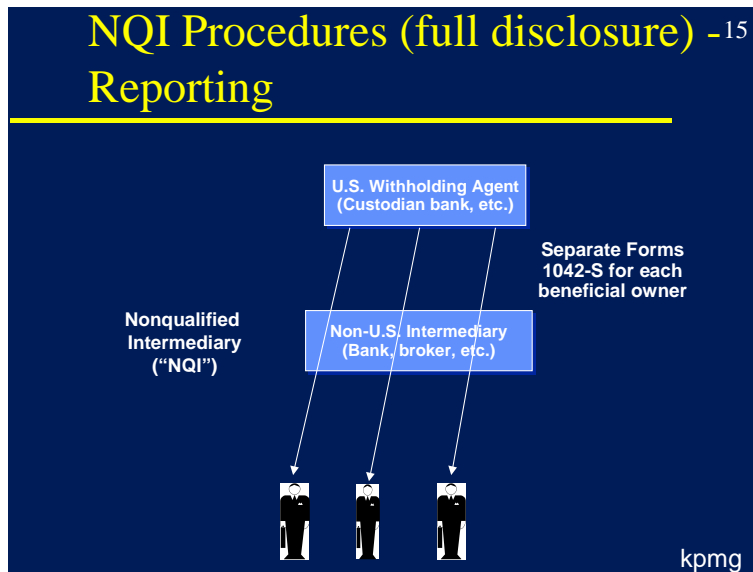 NQI Procedures (full disclosure) -
15
Reporting
U.S. Withholding Agent
(Custodian bank, etc.)
Separate Forms
1042-S for each
beneficial owner
Nonqualified
Intermediary
(“NQI”)
Non-U.S. Intermediary
(Bank, broker, etc.)
kpmg